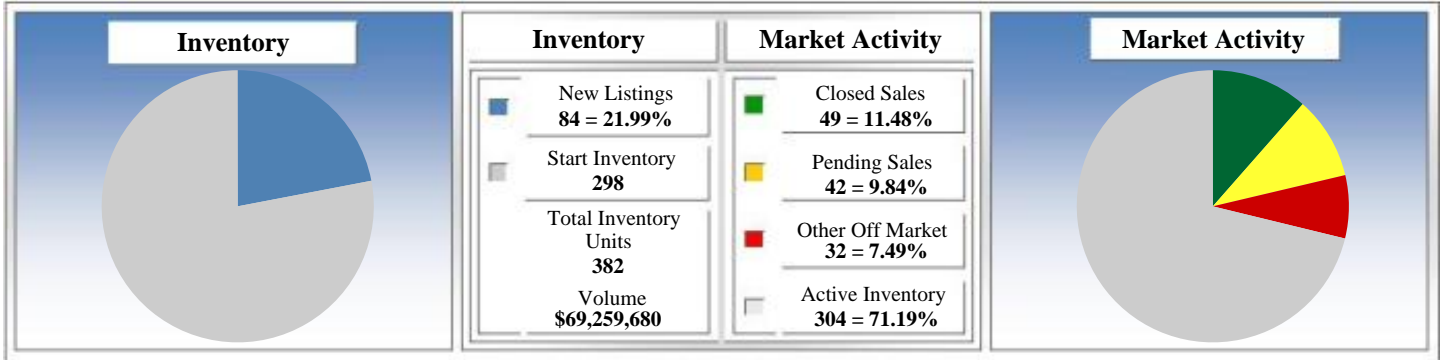 Inventory
Inventory
New Listings
84 = 21.99%
Start Inventory
298
Total Inventory
Units
382
Volume
$69,259,680
Market Activity
Closed Sales
49 = 11.48%
Pending Sales
42 = 9.84%
Other Off Market
32 = 7.49%
Active Inventory
304 = 71.19%
Market Activity